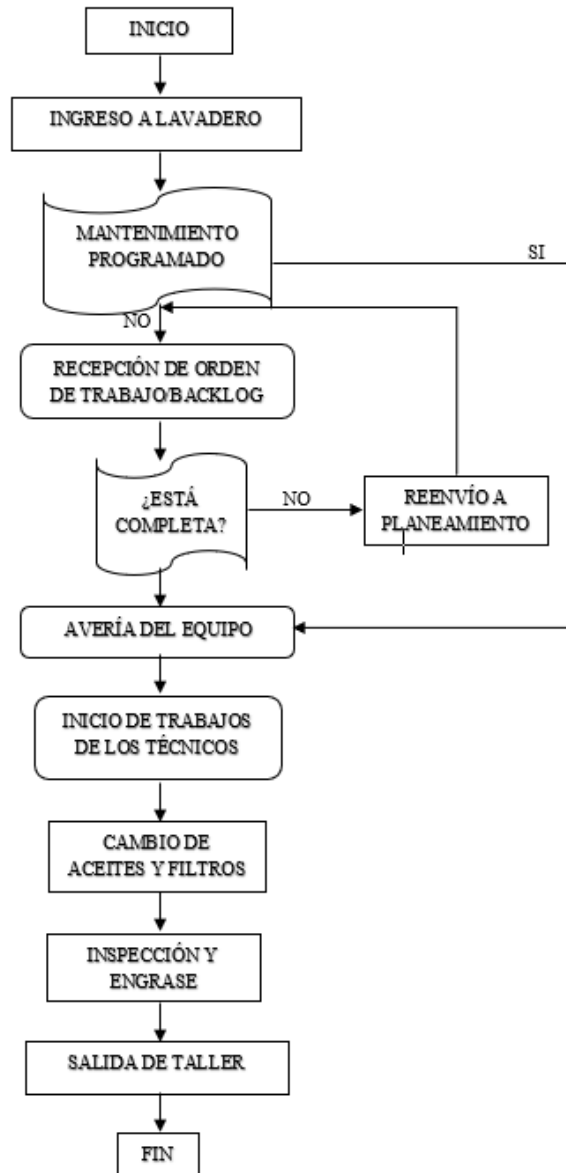 INICIO
INGRESO A LAVADERO
MANTENIMIENTO
PROGRAMADO
SI
NO
RECEPCIÓN DE ORDEN
DE TRABAJO/BACKLOG
¿ESTÁ
COMPLETA?
NO
REENVÍO A
PLANEAMIENTO
AVERÍA DEL EQUIPO
INICIO DE TRABAJOS
DE LOS TÉCNICOS
CAMBIO DE
ACEITES Y FILTROS
INSPECCIÓN Y
ENGRASE
SALIDA DE TALLER
FIN